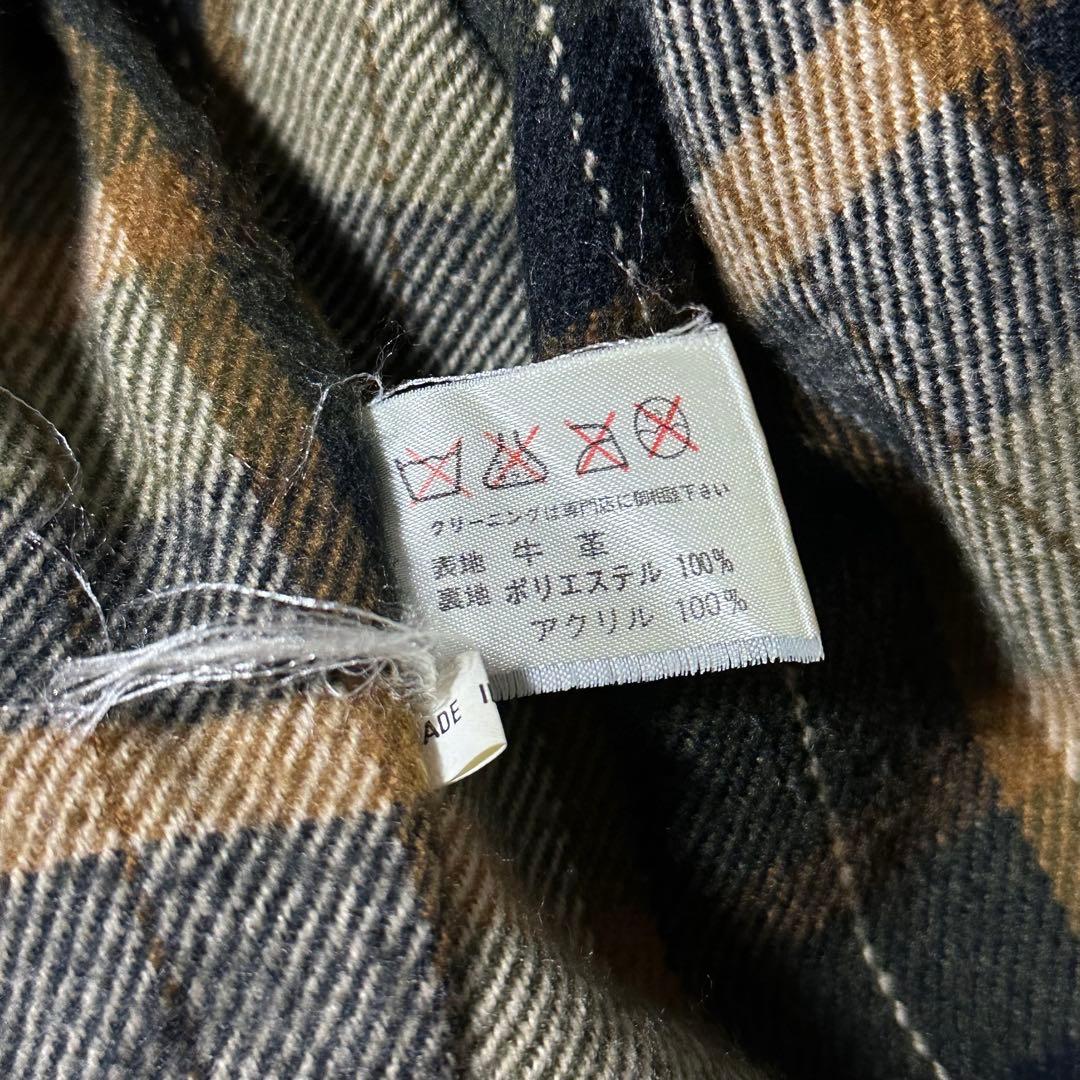 クリーニングは専門店に御相談下さい
表地 牛 革
裏地 ポリエステル 100%
アクリル 100%
ADE I